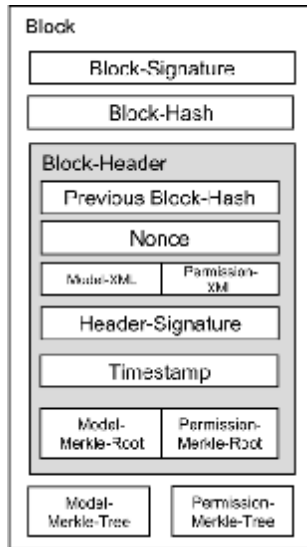 Block
Block-Signature
Block-Hash
Block-Header
Previous Block-Hash
Nonce
Model-XML
Permission-
XML
Header-Signature
Timestamp
Model-
Merkle-Root
Permission-
Merkle-Root
Model-
Merkle-Tree
Permission-
Merkle-Tree